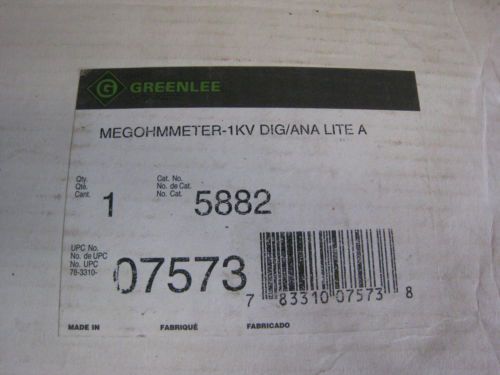 G GREENLEE
MEGOHMMETER-1KV DIG/ANA LITE A
Qty.
Qté.
Cant.
1
Cat. No.
No. de Cat.
No. Cat.
5882
UPC No.
No. de UPC
No. UPC
78-3310-
07573
7 83310 07573 8
MADE IN FABRIQUÉ FABRICADO